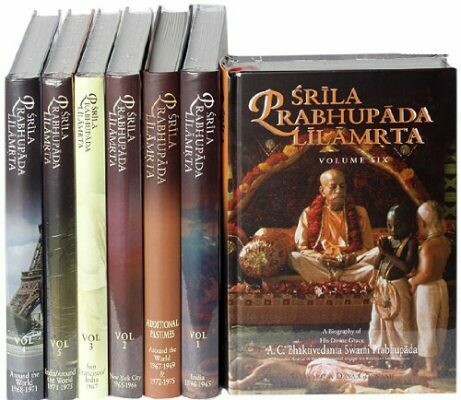 ŚRĪLA
PRABHUPĀDA
LĪLĀMṚTA
VOL
4
Around the
World
1968-1971
ŚRĪLA
PRABHUPĀDA
LĪLĀMṚTA
VOL
5
India/Around
the World
1971-1975
ŚRĪLA
PRABHUPĀDA
LĪLĀMṚTA
VOL
3
San
Francisco/
India
1967
ŚRĪLA
PRABHUPĀDA
LĪLĀMṚTA
VOL
2
New York City
1965-1966
ŚRĪLA
PRABHUPĀDA
LĪLĀMṚTA
ADDITIONAL
PASTIMES
Around the
World
1967-1969
&
1972-1975
ŚRĪLA
PRABHUPĀDA
LĪLĀMṚTA
VOL
1
India
1896-1965
ŚRĪLA
PRABHUPĀDA
LĪLĀMṚTA
VOLUME SIX
A Biography of
His Divine Grace
A. C. Bhaktivedanta Swami Prabhupāda